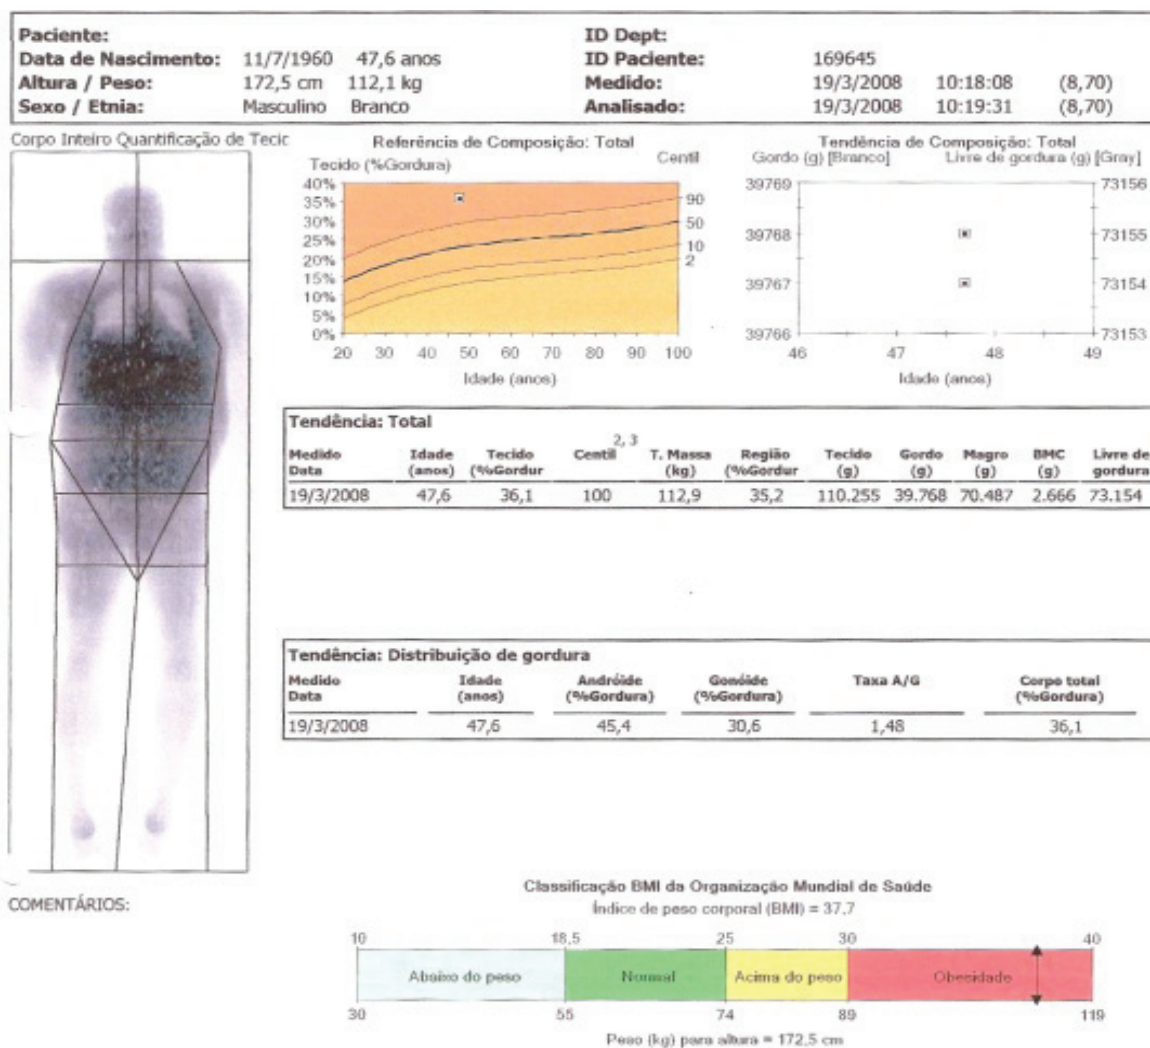 Paciente: ID Dept:
Data de Nascimento: 11/7/1960 47,6 anos ID Paciente: 169645
Altura / Peso: 172,5 cm 112,1 kg Medido: 19/3/2008 10:18:08 (8,70)
Sexo / Etnia: Masculino Branco Analisado: 19/3/2008 10:19:31 (8,70)
Corpo Inteiro Quantificação de Tecic
Referência de Composição: Total
Tecido (%Gordura) Centil
40%
35%
30%
25%
20%
15%
10%
5%
0%
90
50
10
2
20 30 40 50 60 70 80 90 100
Idade (anos)
Tendência de Composição: Total
Gordo (g) [Branco] Livre de gordura (g) [Gray]
39769 73156
39768 73155
39767 73154
39766 73153
46 47 48 49
Idade (anos)
Tendência: Total
2, 3
Medido Idade Tecido Centil T. Massa Região Tecido Gordo Magro BMC Livre de
Data (anos) (%Gordur (kg) (%Gordur (g) (g) (g) (g) gordura
19/3/2008 47,6 36,1 100 112,9 35,2 110.255 39.768 70.487 2.666 73.154
Tendência: Distribuição de gordura
Medido Idade Andróide Gonóide Taxa A/G Corpo total
Data (anos) (%Gordura) (%Gordura) (%Gordura)
19/3/2008 47,6 45,4 30,6 1,48 36,1
COMENTÁRIOS:
Classificação BMI da Organização Mundial de Saúde
Índice de peso corporal (BMI) = 37,7
10 18,5 25 30 40
Abaixo do peso Normal Acima do peso Obecidade
30 55 74 89 119
Peso (kg) para altura = 172,5 cm